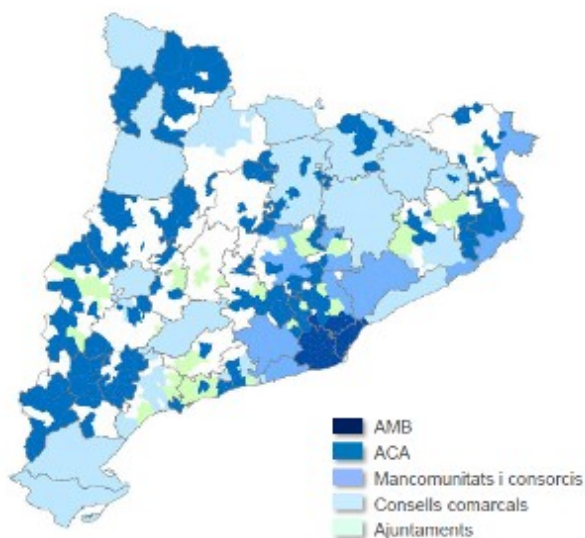 AMB
ACA
Mancomunitats i consorcis
Consells comarcals
Ajuntaments